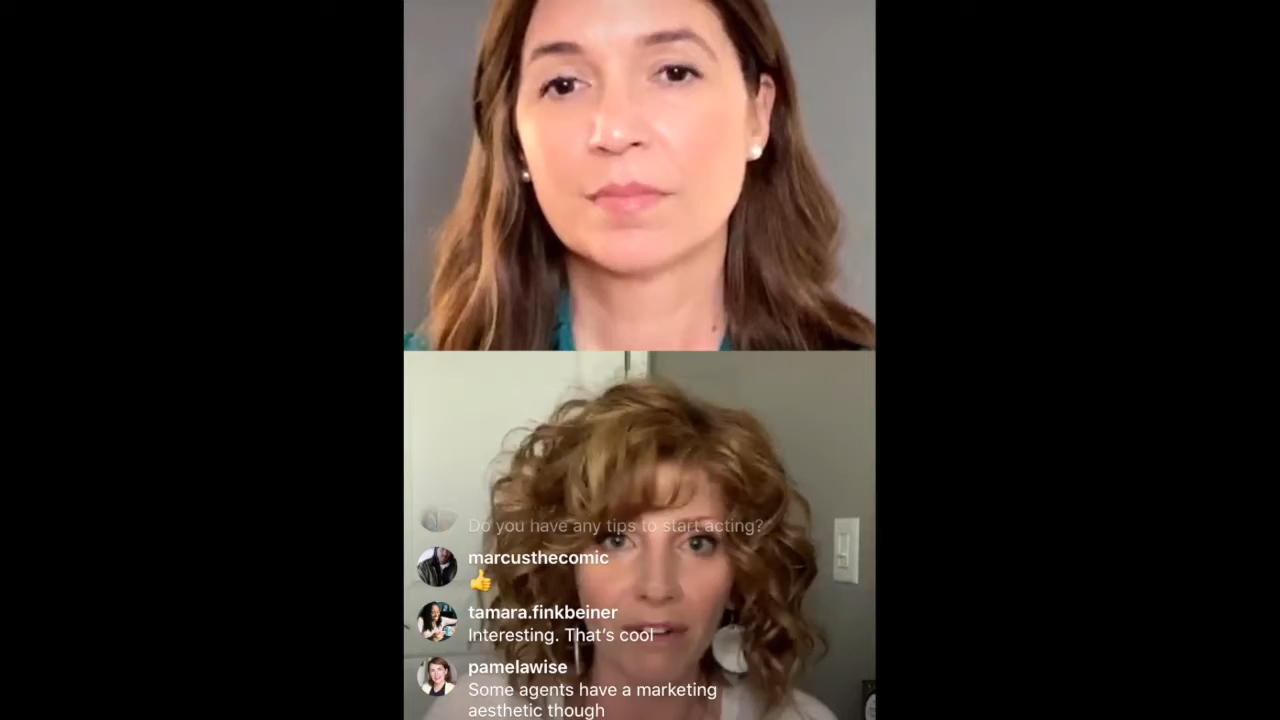 Do you have any tips to start acting?
marcusthecomic
👍
tamara.finkbeiner
Interesting. That’s cool
pamelawise
Some agents have a marketing
aesthetic though